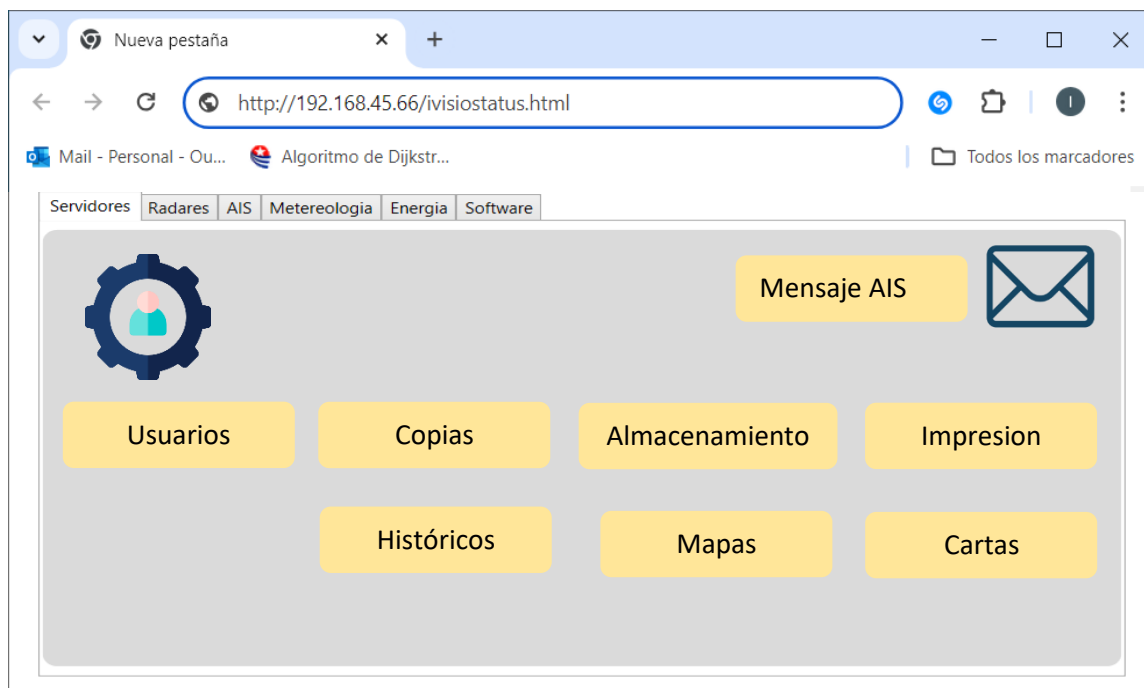 Nueva pestaña
http://192.168.45.66/ivisiostatus.html
I
Mail - Personal - Ou...
Algoritmo de Dijkstr...
Todos los marcadores
Servidores Radares AIS Metereologia Energia Software
Mensaje AIS
Usuarios Copias Almacenamiento Impresion
Históricos Mapas Cartas